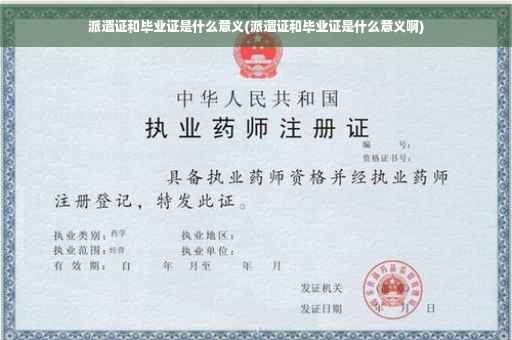 派遣证和毕业证是什么意义(派遣证和毕业证是什么意义啊)
中华人民共和国
执业药师注册证
编 号:
资格证书号:
具备执业药师资格并经执业药师
注册登记，特发此证。
执业类别: 药学 执业地区:
执业范围: 经营 执业单位:
有效期: 自 年 月至 年 月
发证机关 (
发证日期 年 月 日